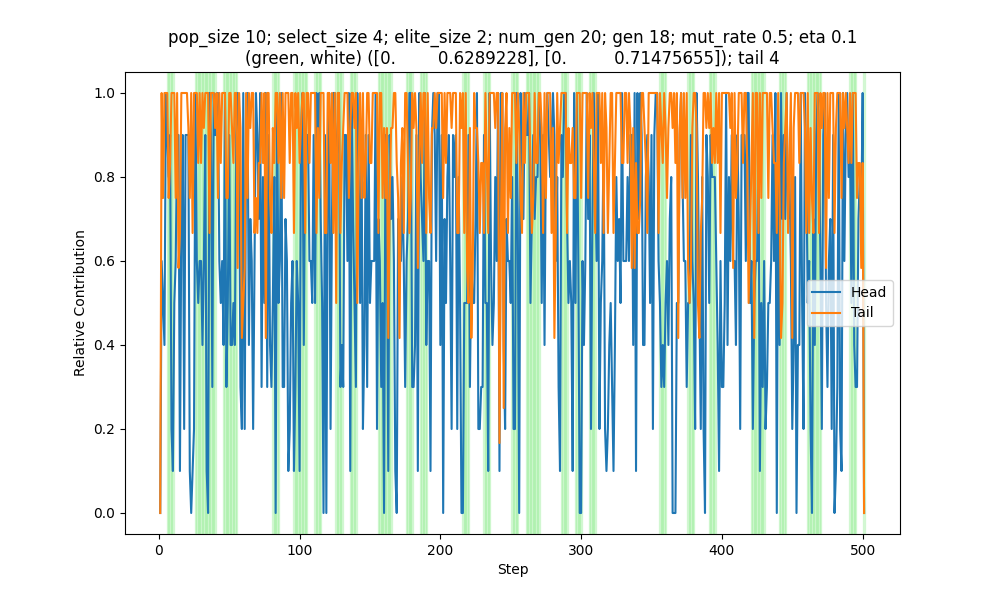 pop_size 10; select_size 4; elite_size 2; num_gen 20; gen 18; mut_rate 0.5; eta 0.1
(green, white) ([0. 0.6289228], [0. 0.71475655]); tail 4
Relative Contribution
1.0
0.8
0.6
0.4
0.2
0.0
Head
Tail
0 100 200 300 400 500
Step